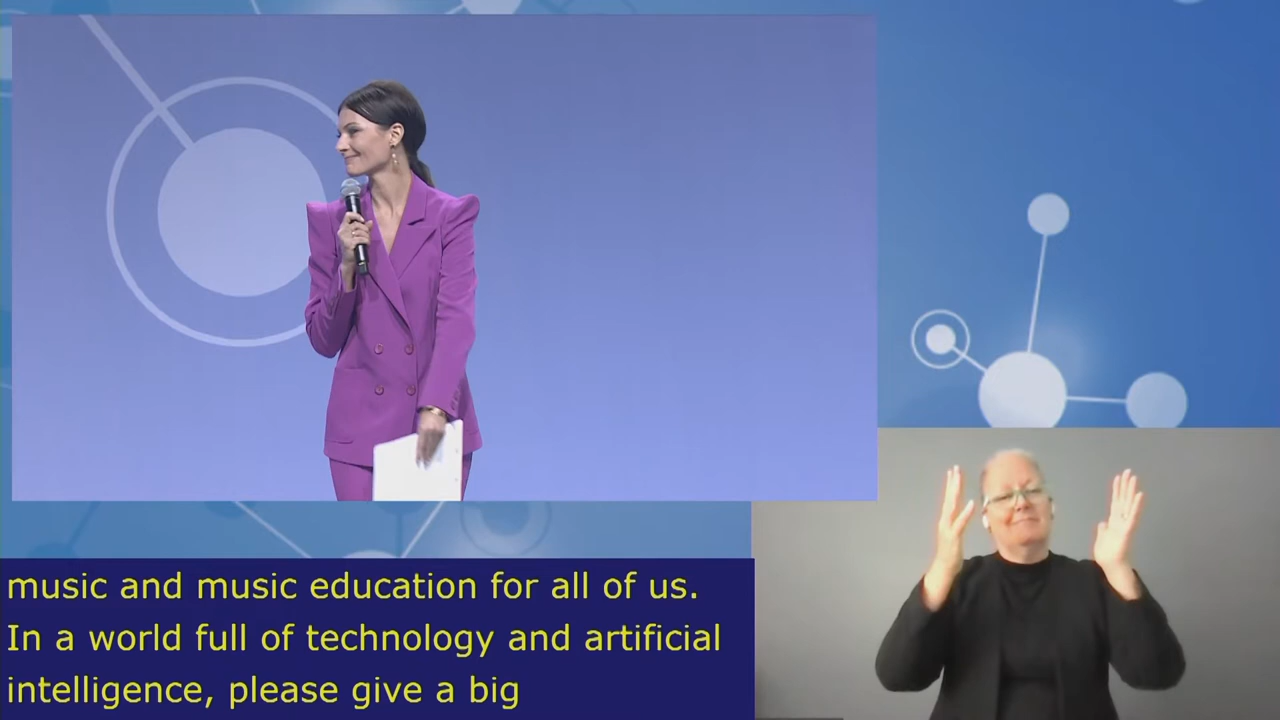 music and music education for all of us.
In a world full of technology and artificial
intelligence, please give a big